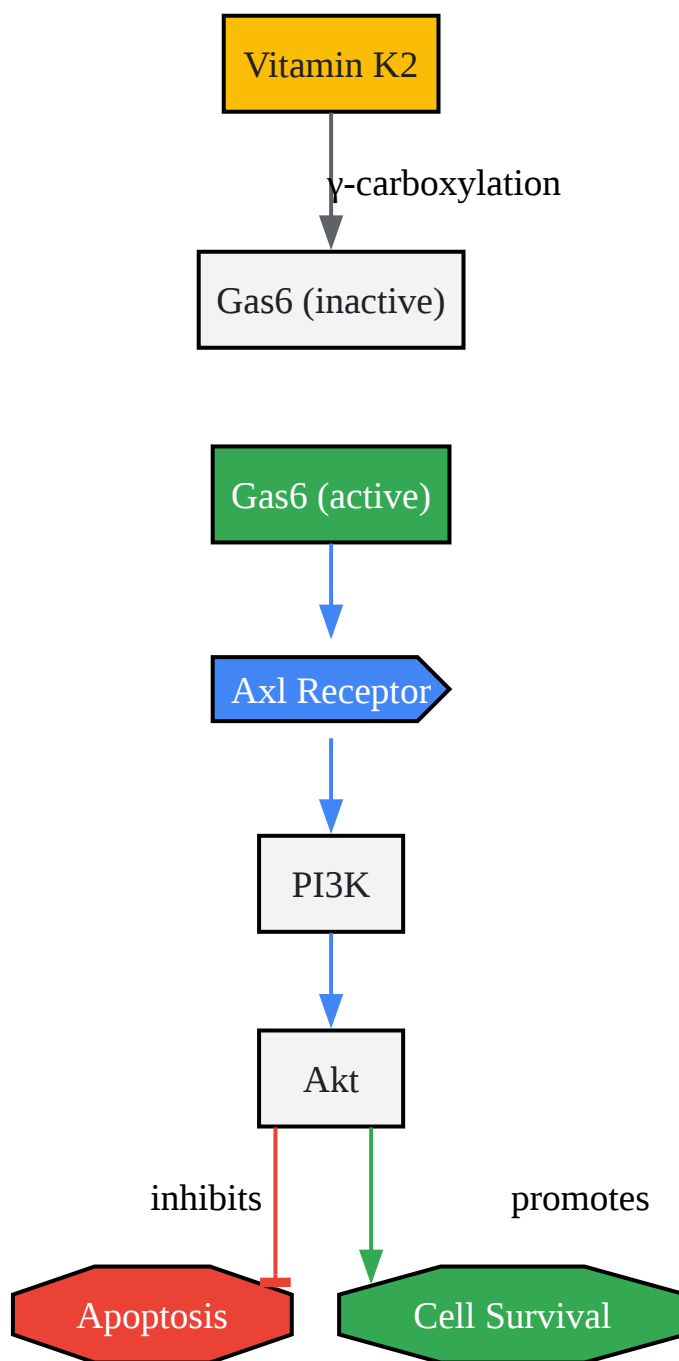 Vitamin K2
γ-carboxylation
Gas6 (inactive)
Gas6 (active)
Axl Receptor
PI3K
Akt
inhibits
promotes
Apoptosis
Cell Survival